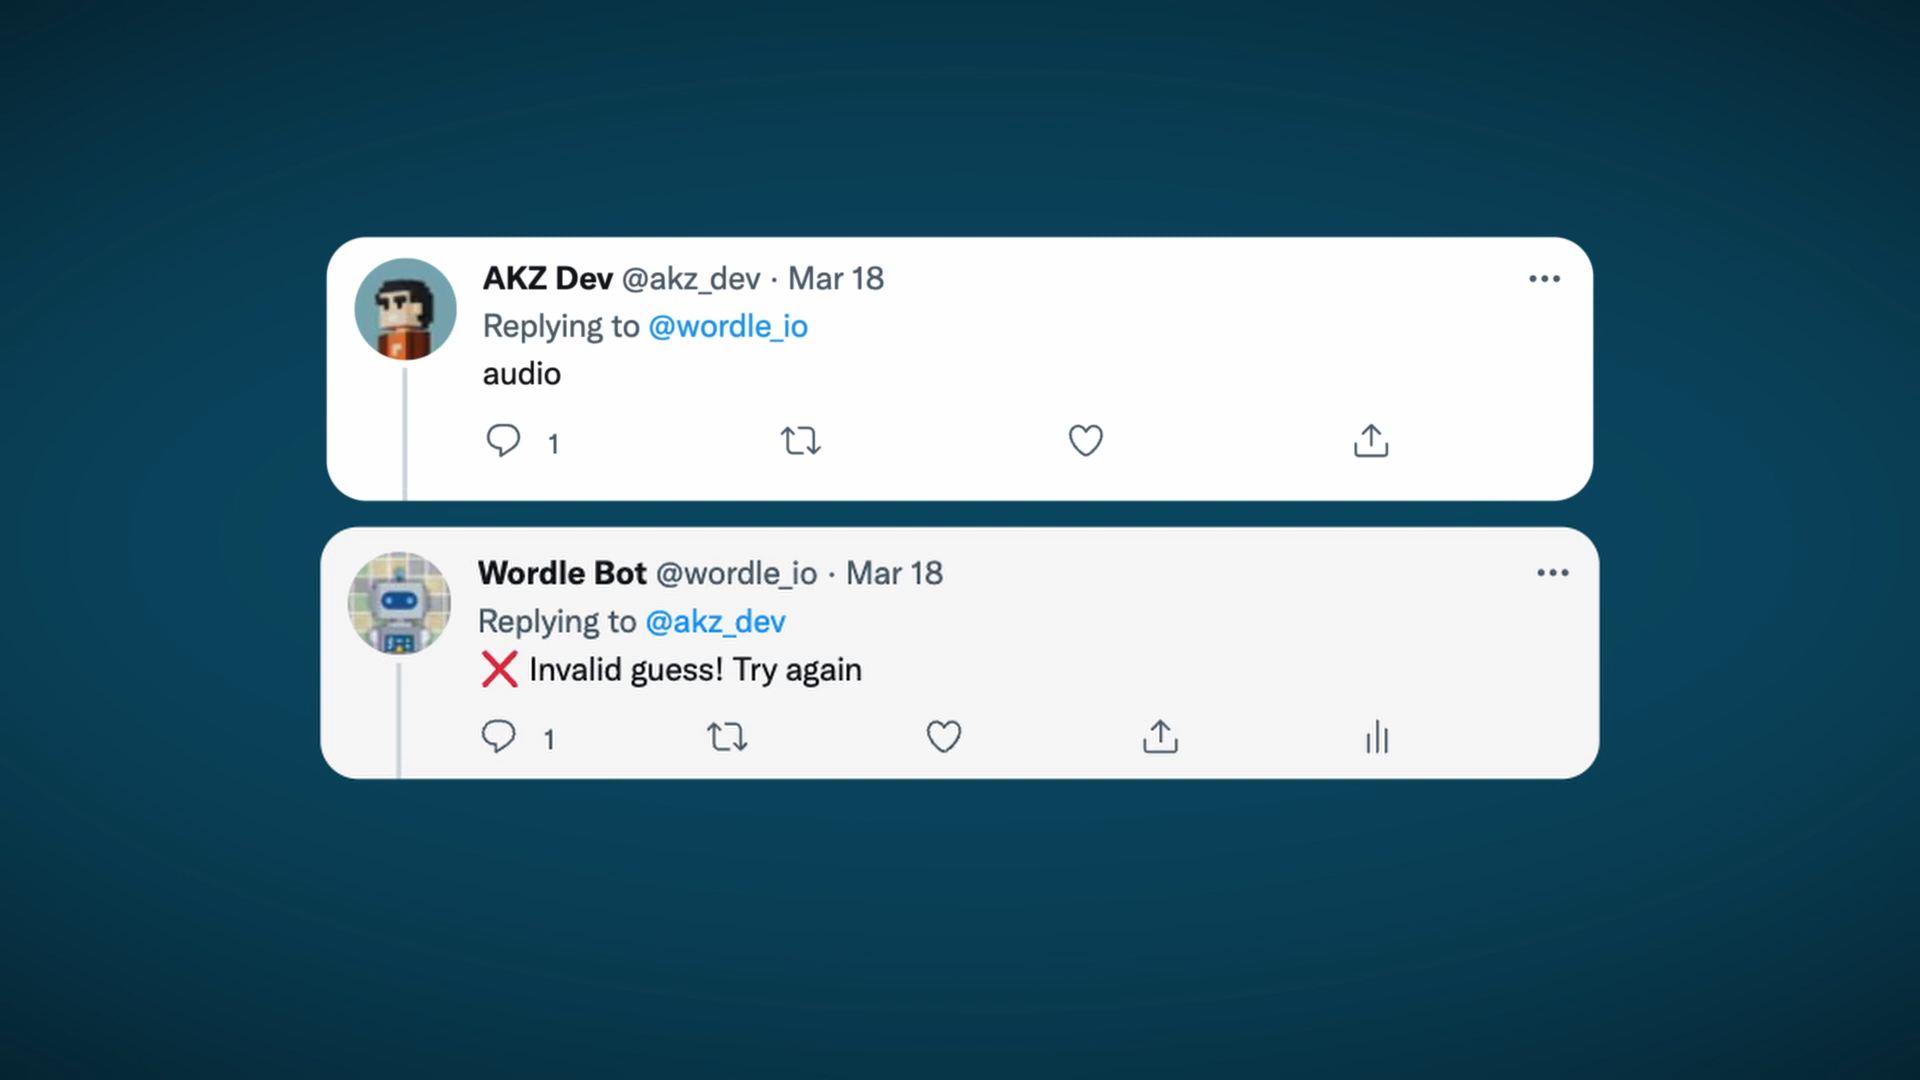 AKZ Dev @akz_dev · Mar 18
Replying to @wordle_io
audio
1
Wordle Bot @wordle_io · Mar 18
Replying to @akz_dev
❌ Invalid guess! Try again
1